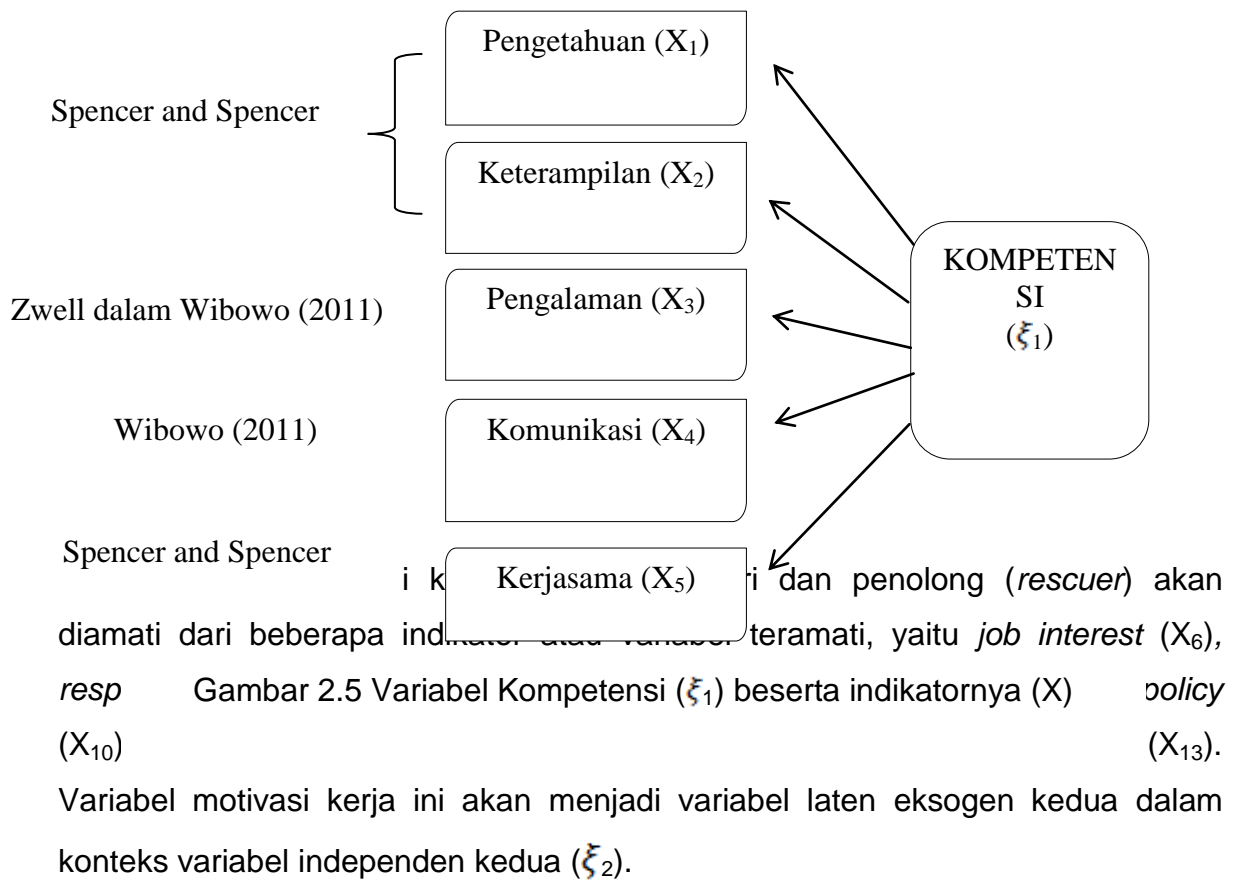 Pengetahuan (X₁)
Spencer and Spencer
Keterampilan (X₂)
KOMPETEN
SI
(ξ₁)
Zwell dalam Wibowo (2011)
Pengalaman (X₃)
Wibowo (2011)
Komunikasi (X₄)
Spencer and Spencer
Kerjasama (X₅)
dan penolong (rescuer) akan
diamati dari beberapa teramati, yaitu job interest (X₆),
Gambar 2.5 Variabel Kompetensi (ξ₁) beserta indikatornya (X)
policy
(X₁₀) (X₁₃).
Variabel motivasi kerja ini akan menjadi variabel laten eksogen kedua dalam
konteks variabel independen kedua (ξ₂).